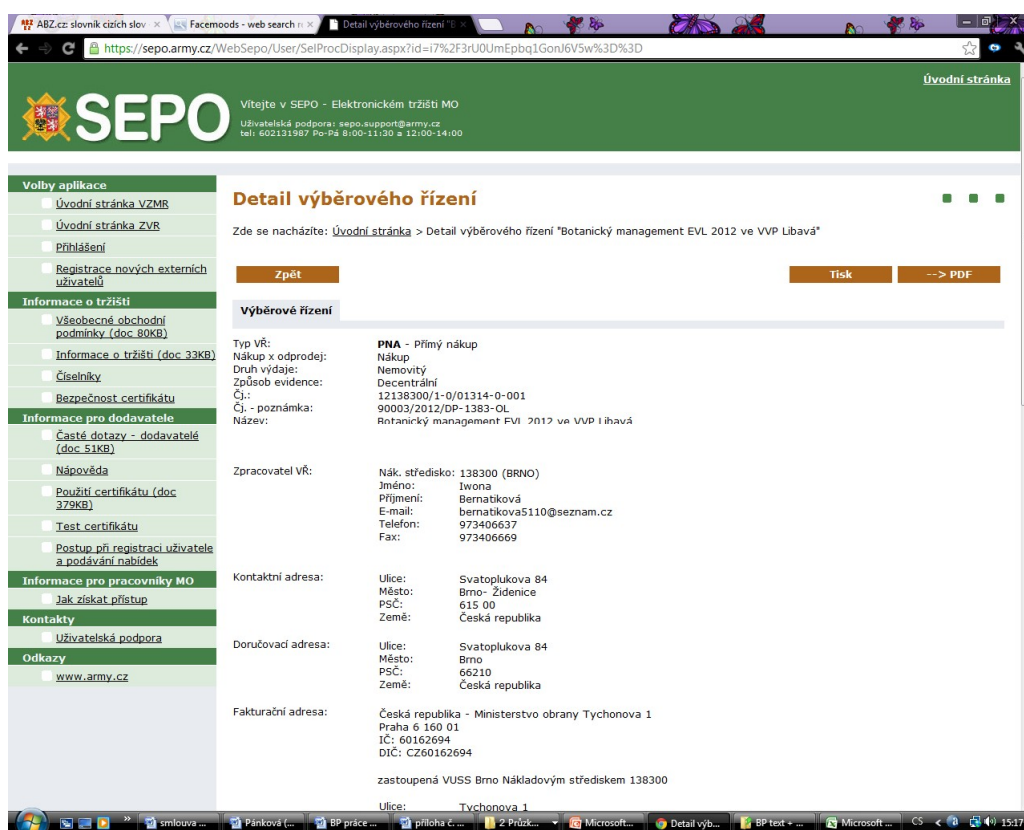 ABZ.cz: slovník cizích slov
Facemoods - web search r
Detail výběrového řízení "B
https://sepo.army.cz/WebSepo/User/SelProcDisplay.aspx?id=i7%2F3rU0UmEpbq1GonJ6V5w%3D%3D
Úvodní stránka
SEPO
Vítejte v SEPO - Elektronickém tržišti MO
Uživatelská podpora: sepo.support@army.cz
tel: 602131987 Po-Pá 8:00-11:30 a 12:00-14:00
Volby aplikace
Úvodní stránka VZMR
Úvodní stránka ZVR
Přihlášení
Registrace nových externích
uživatelů
Informace o tržišti
Všeobecné obchodní
podmínky (doc 80KB)
Informace o tržišti (doc 33KB)
Číselníky
Bezpečnost certifikátu
Informace pro dodavatele
Časté dotazy - dodavatelé
(doc 51KB)
Nápověda
Použití certifikátu (doc
379KB)
Test certifikátu
Postup při registraci uživatele
a podávání nabídek
Informace pro pracovníky MO
Jak získat přístup
Kontakty
Uživatelská podpora
Odkazy
www.army.cz
Detail výběrového řízení
Zde se nacházíte: Úvodní stránka > Detail výběrového řízení "Botanický management EVL 2012 ve VVP Libavá"
Zpět
Tisk
--> PDF
Výběrové řízení
Typ VŘ: PNA - Přímý nákup
Nákup x odprodej: Nákup
Druh výdaje: Nemovitý
Způsob evidence: Decentrální
Čj.: 12138300/1-0/01314-0-001
Čj. - poznámka: 90003/2012/DP-1383-OL
Název: Botanický management EVL 2012 ve VVP Libavá
Zpracovatel VŘ: Nák. středisko: 138300 (BRNO)
Jméno: Iwona
Příjmení: Bernatiková
E-mail: bernatikova5110@seznam.cz
Telefon: 973406637
Fax: 973406669
Kontaktní adresa: Ulice: Svatoplukova 84
Město: Brno- Židenice
PSČ: 615 00
Země: Česká republika
Doručovací adresa: Ulice: Svatoplukova 84
Město: Brno
PSČ: 66210
Země: Česká republika
Fakturační adresa: Česká republika - Ministerstvo obrany Tychonova 1
Praha 6 160 01
IČ: 60162694
DIČ: CZ60162694
zastoupená VUSS Brno Nákladovým střediskem 138300
Ulice: Tychonova 1
smlouva ...
Pánková (...
BP práce ...
příloha č. ...
2 Průzk...
Microsoft...
Detail výb...
BP text + ...
Microsoft ...
CS
15:17